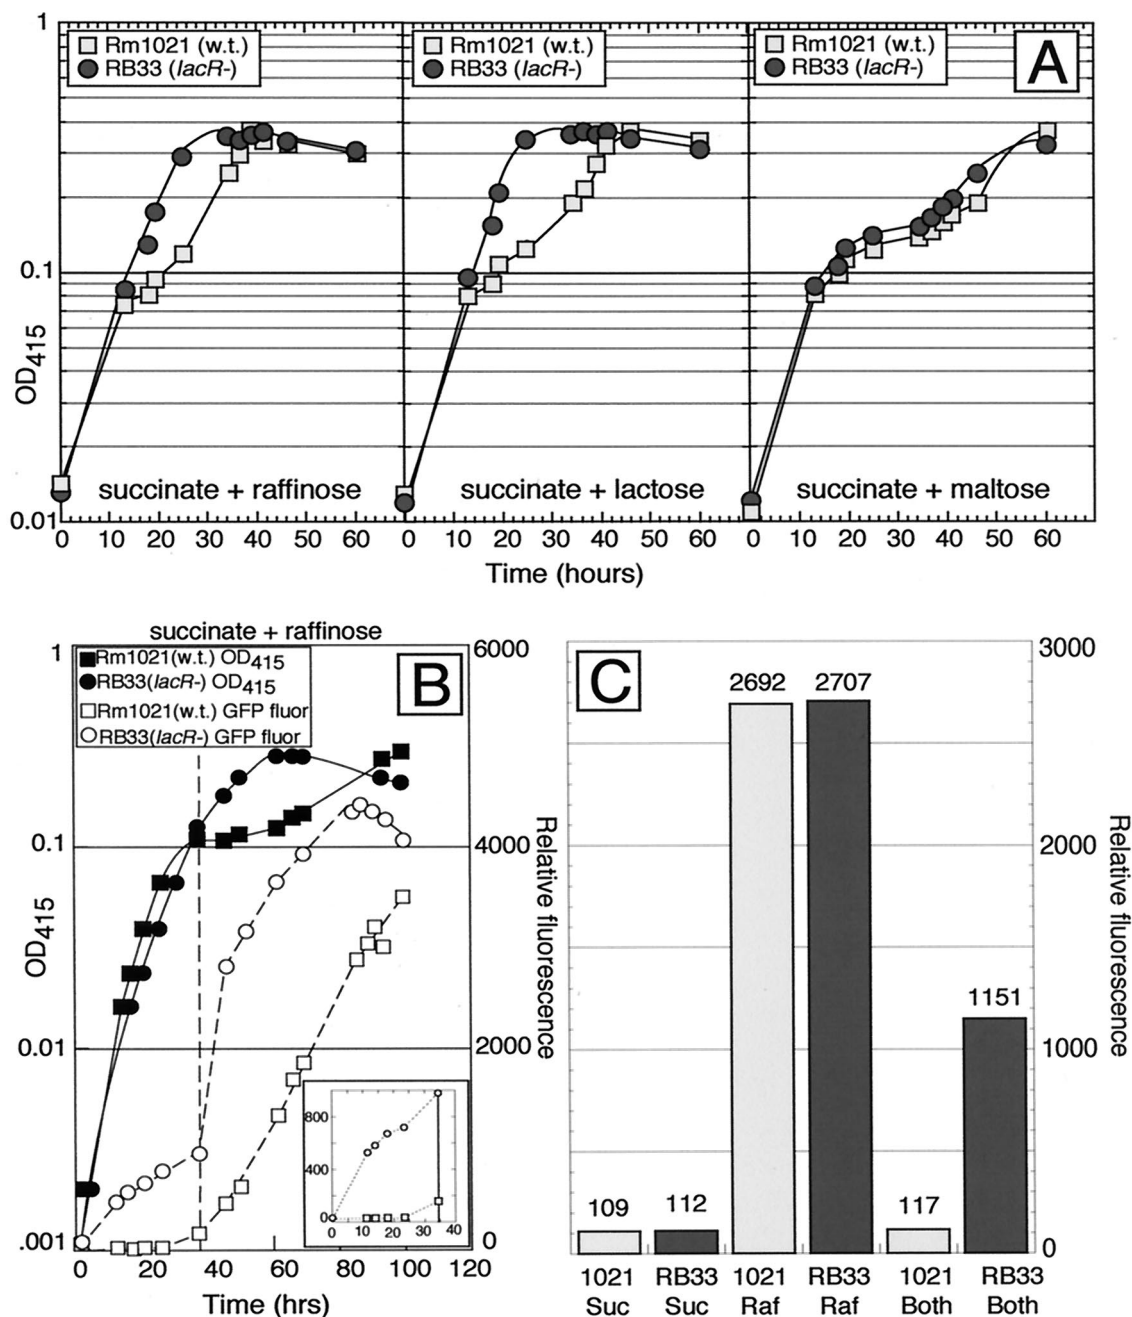 1
Rm1021 (w.t.)
RB33 (lacR-)
Rm1021 (w.t.)
RB33 (lacR-)
Rm1021 (w.t.)
RB33 (lacR-)
A
0.1
OD415
0.01
succinate + raffinose
succinate + lactose
succinate + maltose
0 10 20 30 40 50 60
0 10 20 30 40 50 60
0 10 20 30 40 50 60
Time (hours)
succinate + raffinose
1
Rm1021(w.t.) OD415
RB33(lacR-) OD415
Rm1021(w.t.) GFP fluor
RB33(lacR-) GFP fluor
B
6000
0.1
4000
OD415
Relative fluorescence
0.01
2000
.001
0
800
400
0
0 10 20 30 40
0 20 40 60 80 100 120
Time (hrs)
C
3000
2692
2707
2000
Relative fluorescence
1151
1000
109
112
117
0
1021 RB33 1021 RB33 1021 RB33
Suc Suc Raf Raf Both Both